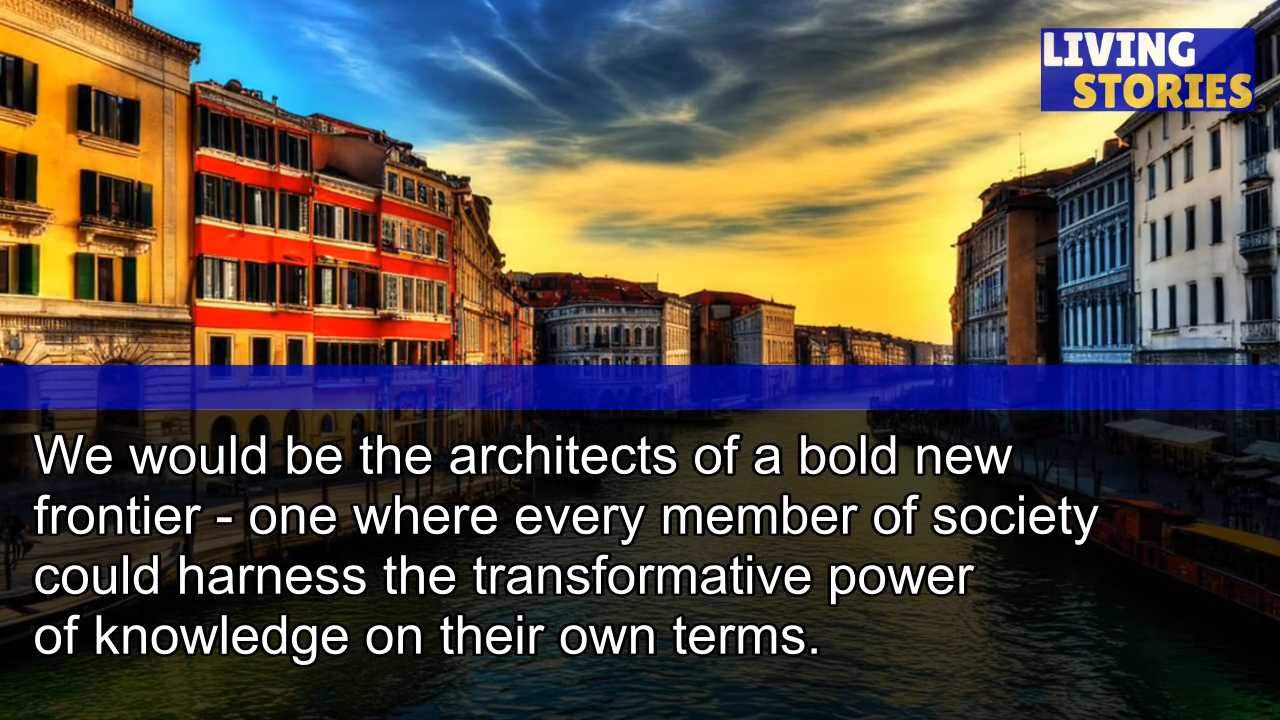 LIVING
STORIES
We would be the architects of a bold new
frontier - one where every member of society
could harness the transformative power
of knowledge on their own terms.